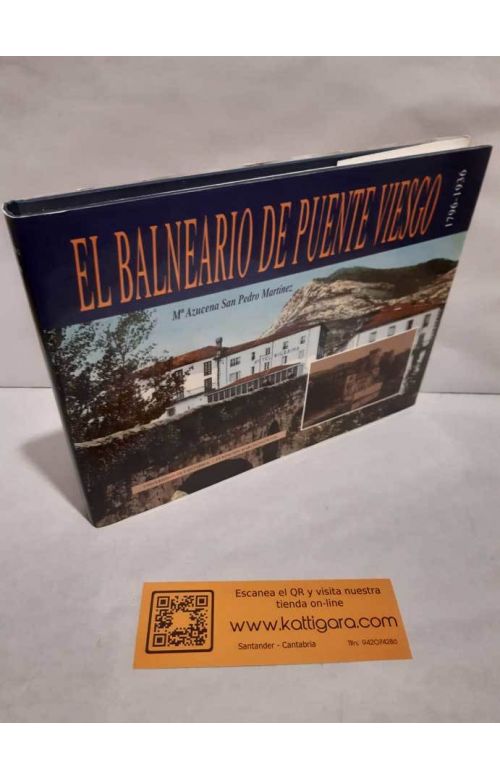 EL BALNEARIO DE PUENTE VIESGO
1796-1936
Mª Azucena San Pedro Martínez
Escanea el QR y visita nuestra
tienda on-line
www.kattigara.com
Santander - Cantabria
Tlfn. 942074280